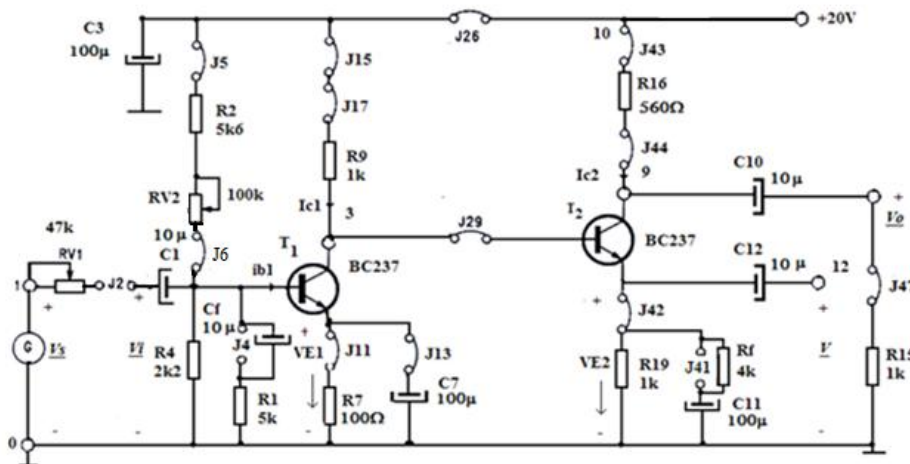 C3
100μ
J5
R2
5k6
RV2
100k
J15
J17
R9
1k
Ic1
3
J26
10
J43
R16
560Ω
J44
9
Ic2
+20V
C10
10 μ
+
Vo
47k
RV1
1
J2
+
10 μ
C1
J6
+
ib1
T1
BC237
J29
T2
BC237
C12
10 μ
12
+
J47
G
Vs
Vi
R4
2k2
Cf
10 μ
J4
R1
5k
+
VE1
J11
R7
100Ω
J13
C7
100μ
+
VE2
J42
R19
1k
J41
Rf
4k
C11
100μ
V
R15
1k
0
-
-
-
-
-
-